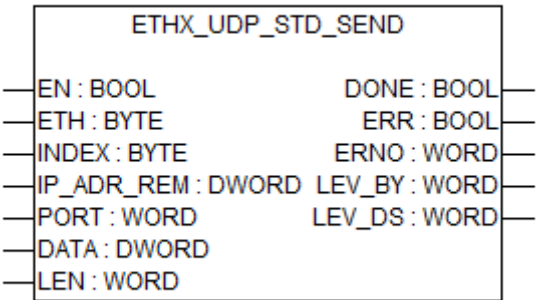 ETHX_UDP_STD_SEND
EN : BOOL DONE : BOOL
ETH : BYTE ERR : BOOL
INDEX : BYTE ERNO : WORD
IP_ADR_REM : DWORD LEV_BY : WORD
PORT : WORD LEV_DS : WORD
DATA : DWORD
LEN : WORD